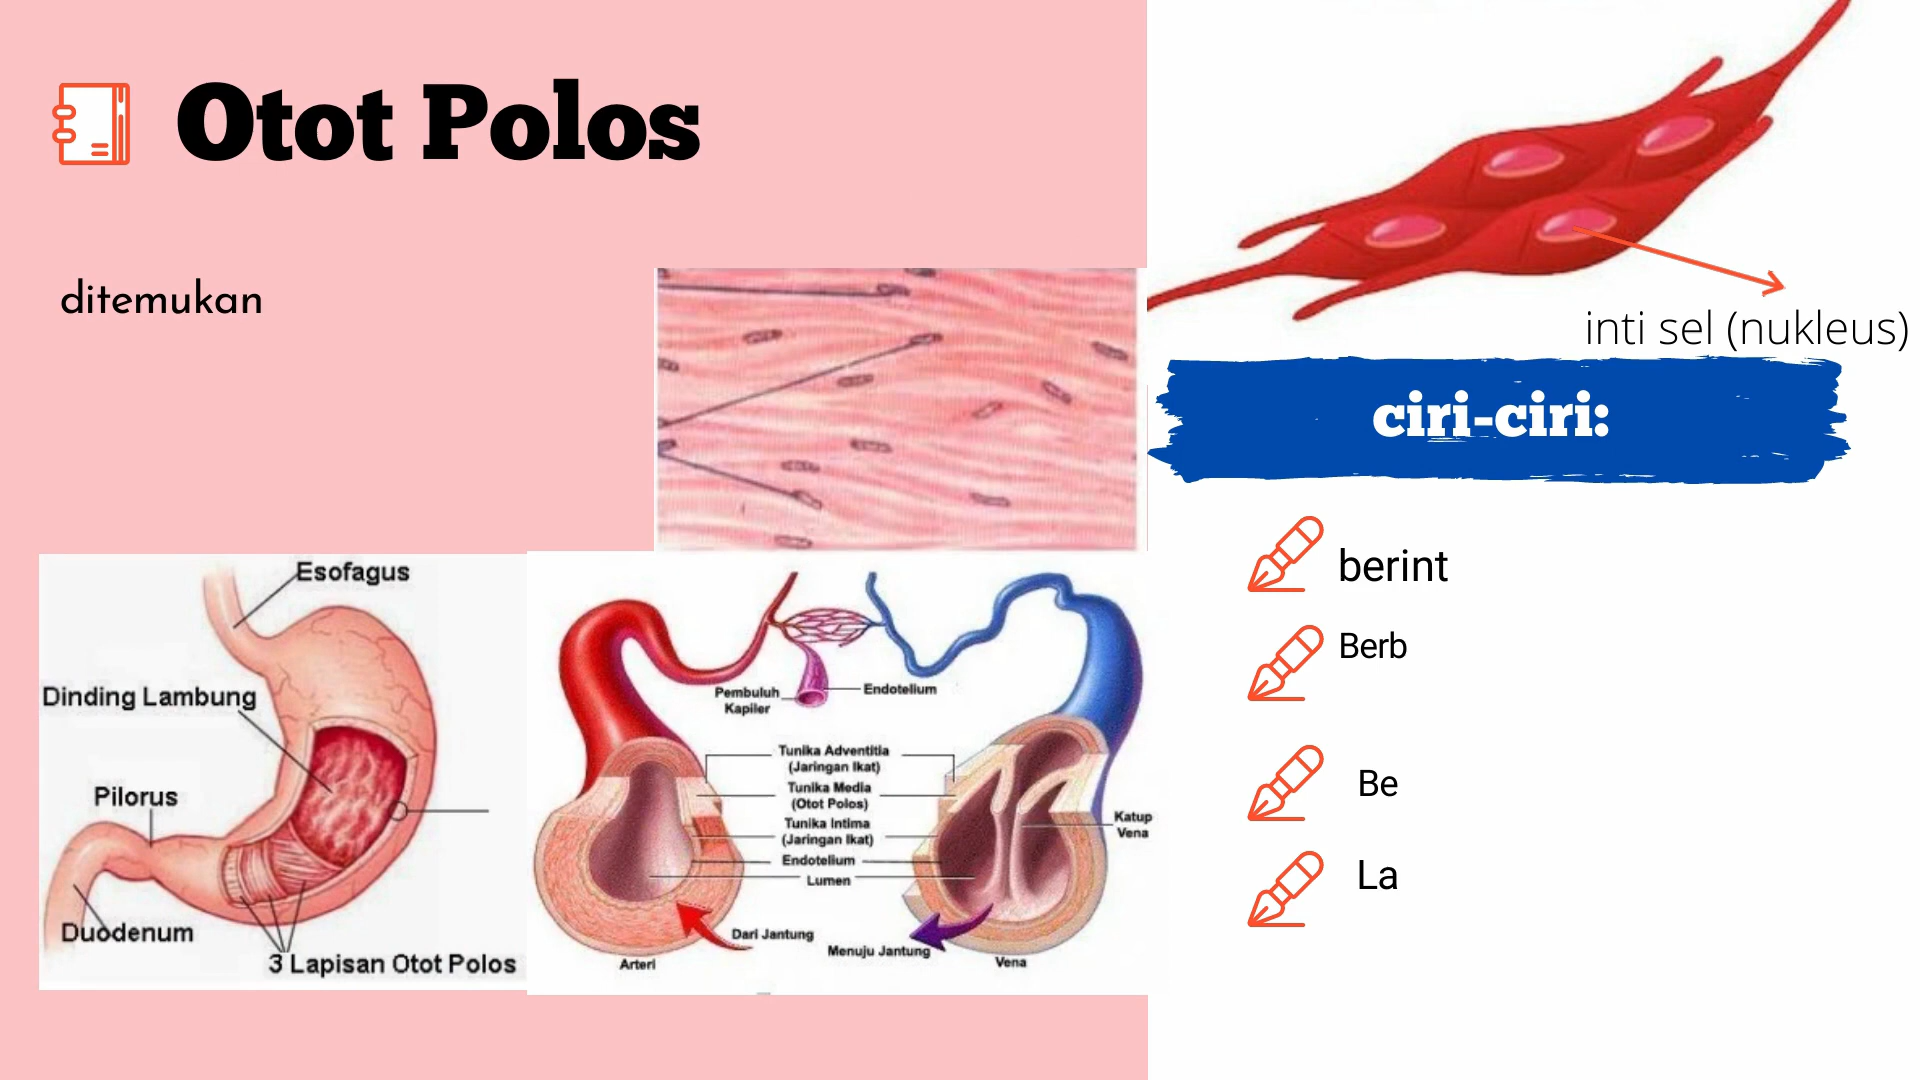 Otot Polos
ditemukan
Esofagus
Dinding Lambung
Pilorus
Duodenum
3 Lapisan Otot Polos
Pembuluh
Kapiler
Endotelium
Tunika Adventitia
(Jaringan Ikat)
Tunika Media
(Otot Polos)
Tunika Intima
(Jaringan Ikat)
Endotelium
Lumen
Katup
Vena
Dari Jantung
Menuju Jantung
Arteri
Vena
inti sel (nukleus)
ciri-ciri:
berint
Berb
Be
La